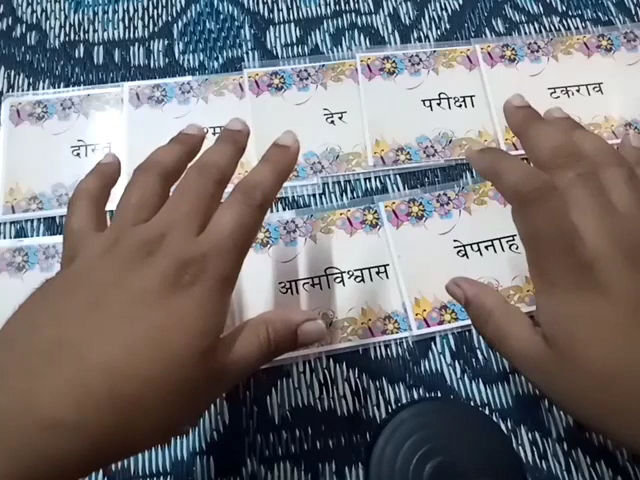 दोस्त
देर
परीक्षा
टकराव
आत्मविश्वास
बेपनाह